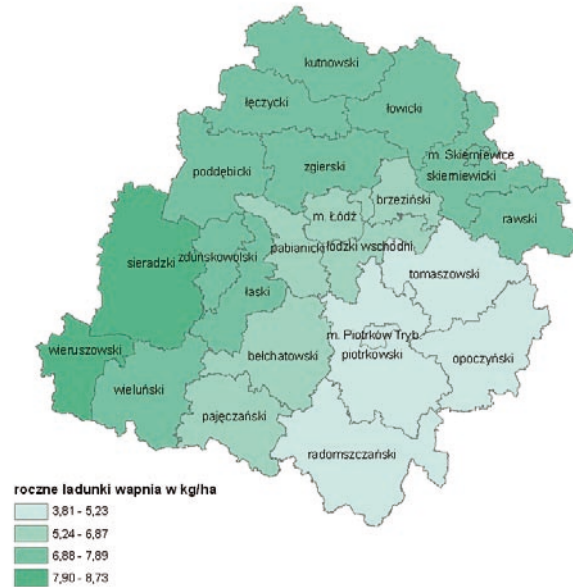 kutnowski
łęczycki
łowicki
m. Skierniewice
poddębicki
zgierski
skierniewicki
brzeziński
rawski
m. Łódź
pabianicki
łódzki wschodni
sieradzki
zduńskowolski
tomaszowski
łaski
m. Piotrków Tryb.
wieruszowski
bełchatowski
piotrkowski
opoczyński
wieluński
pajęczański
radomszczański
roczne ładunki wapnia w kg/ha
3,81 - 5,23
5,24 - 6,87
6,88 - 7,89
7,90 - 8,73